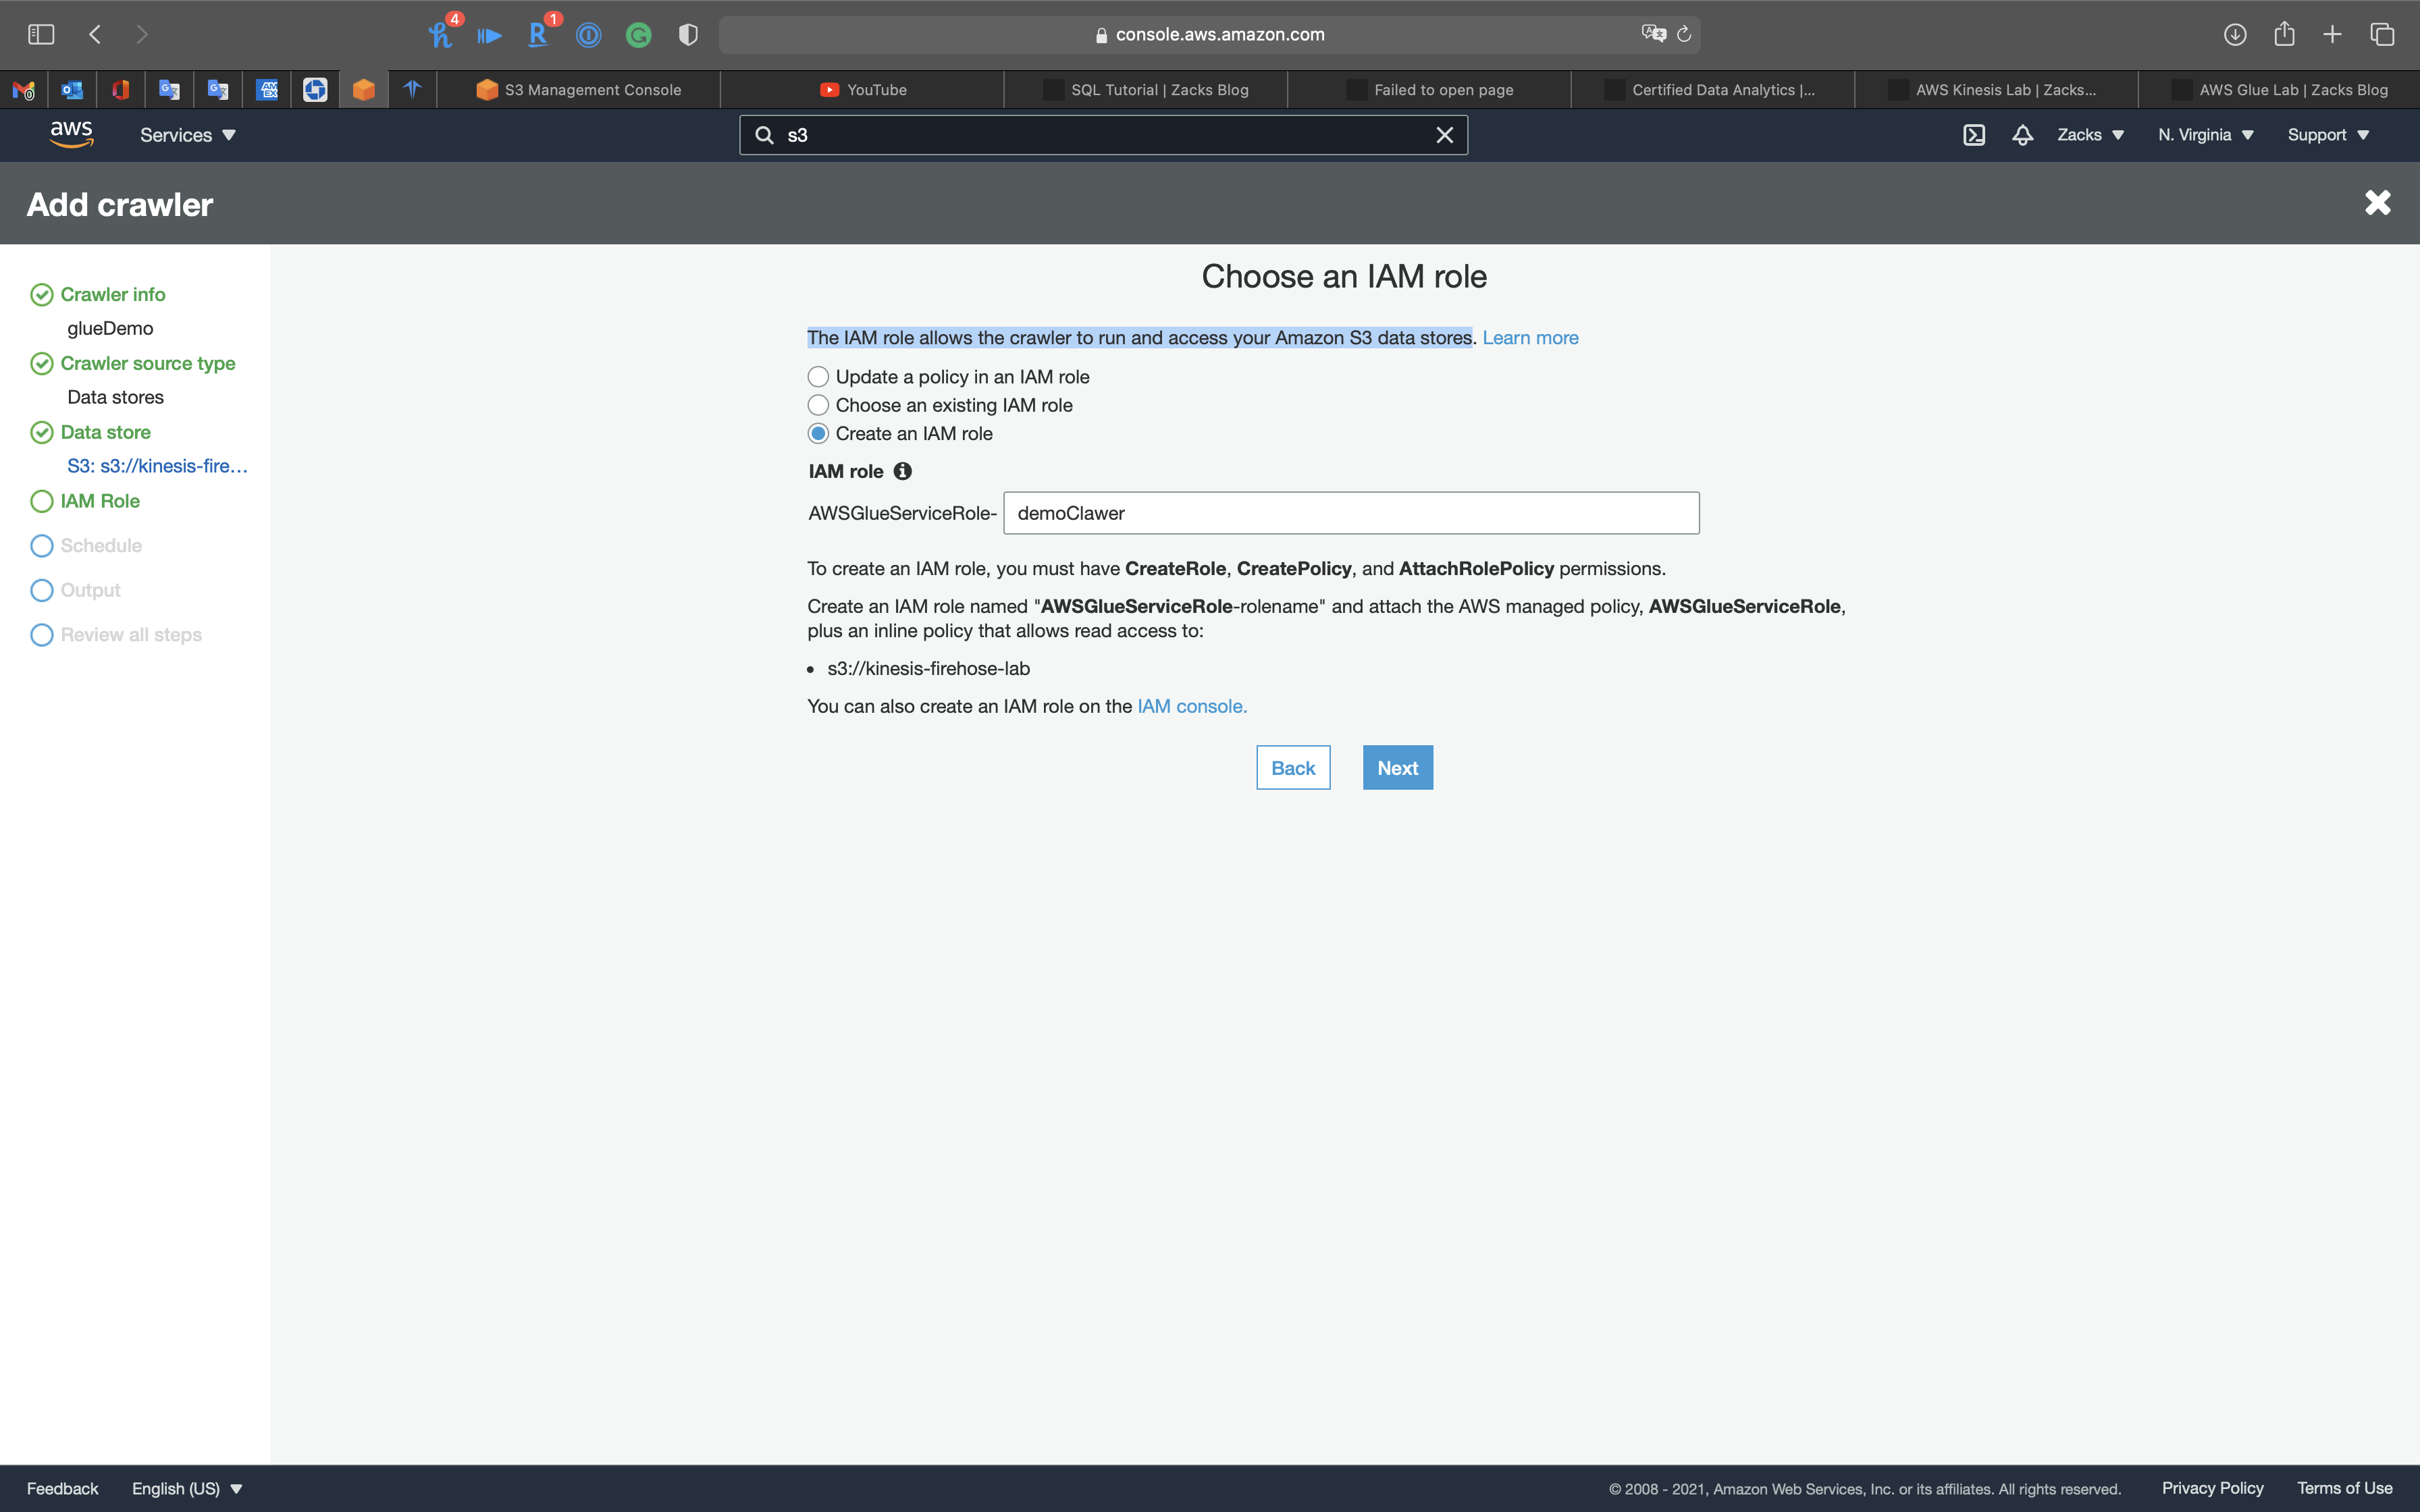 4
1
console.aws.amazon.com
S3 Management Console
YouTube
SQL Tutorial | Zacks Blog
Failed to open page
Certified Data Analytics |...
AWS Kinesis Lab | Zacks...
AWS Glue Lab | Zacks Blog
aws
Services
s3
Zacks
N. Virginia
Support
Add crawler
Crawler info
glueDemo
Crawler source type
Data stores
Data store
S3: s3://kinesis-fire...
IAM Role
Schedule
Output
Review all steps
Choose an IAM role
The IAM role allows the crawler to run and access your Amazon S3 data stores. Learn more
Update a policy in an IAM role
Choose an existing IAM role
Create an IAM role
IAM role
AWSGlueServiceRole- demoClawer
To create an IAM role, you must have CreateRole, CreatePolicy, and AttachRolePolicy permissions.
Create an IAM role named "AWSGlueServiceRole-rolename" and attach the AWS managed policy, AWSGlueServiceRole,
plus an inline policy that allows read access to:
• s3://kinesis-firehose-lab
You can also create an IAM role on the IAM console.
Back
Next
Feedback
English (US)
© 2008 - 2021, Amazon Web Services, Inc. or its affiliates. All rights reserved.
Privacy Policy
Terms of Use